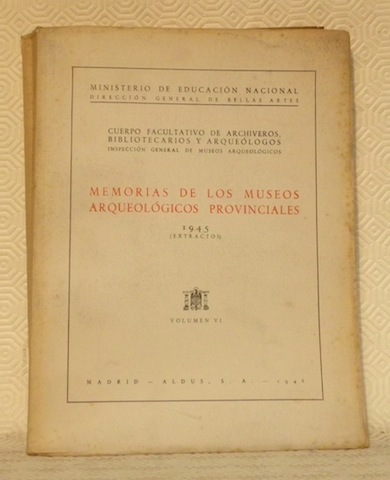 MINISTERIO DE EDUCACIÓN NACIONAL
DIRECCIÓN GENERAL DE BELLAS ARTES
CUERPO FACULTATIVO DE ARCHIVEROS,
BIBLIOTECARIOS Y ARQUEÓLOGOS
INSPECCIÓN GENERAL DE MUSEOS ARQUEOLÓGICOS
MEMORIAS DE LOS MUSEOS
ARQUEOLÓGICOS PROVINCIALES
1945
(EXTRACTOS)
VOLUMEN VI
MADRID — ALDUS, S. A. —